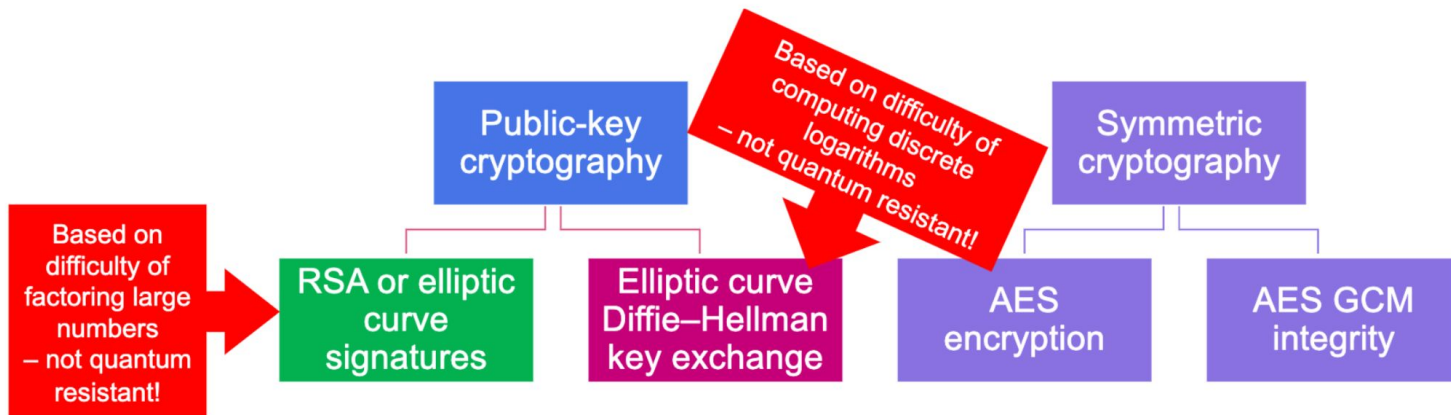 Public-key
cryptography
Based on difficulty of
computing discrete
logarithms
– not quantum resistant!
Symmetric
cryptography
Based on
difficulty of
factoring large
numbers
– not quantum
resistant!
RSA or elliptic
curve
signatures
Elliptic curve
Diffie–Hellman
key exchange
AES
encryption
AES GCM
integrity